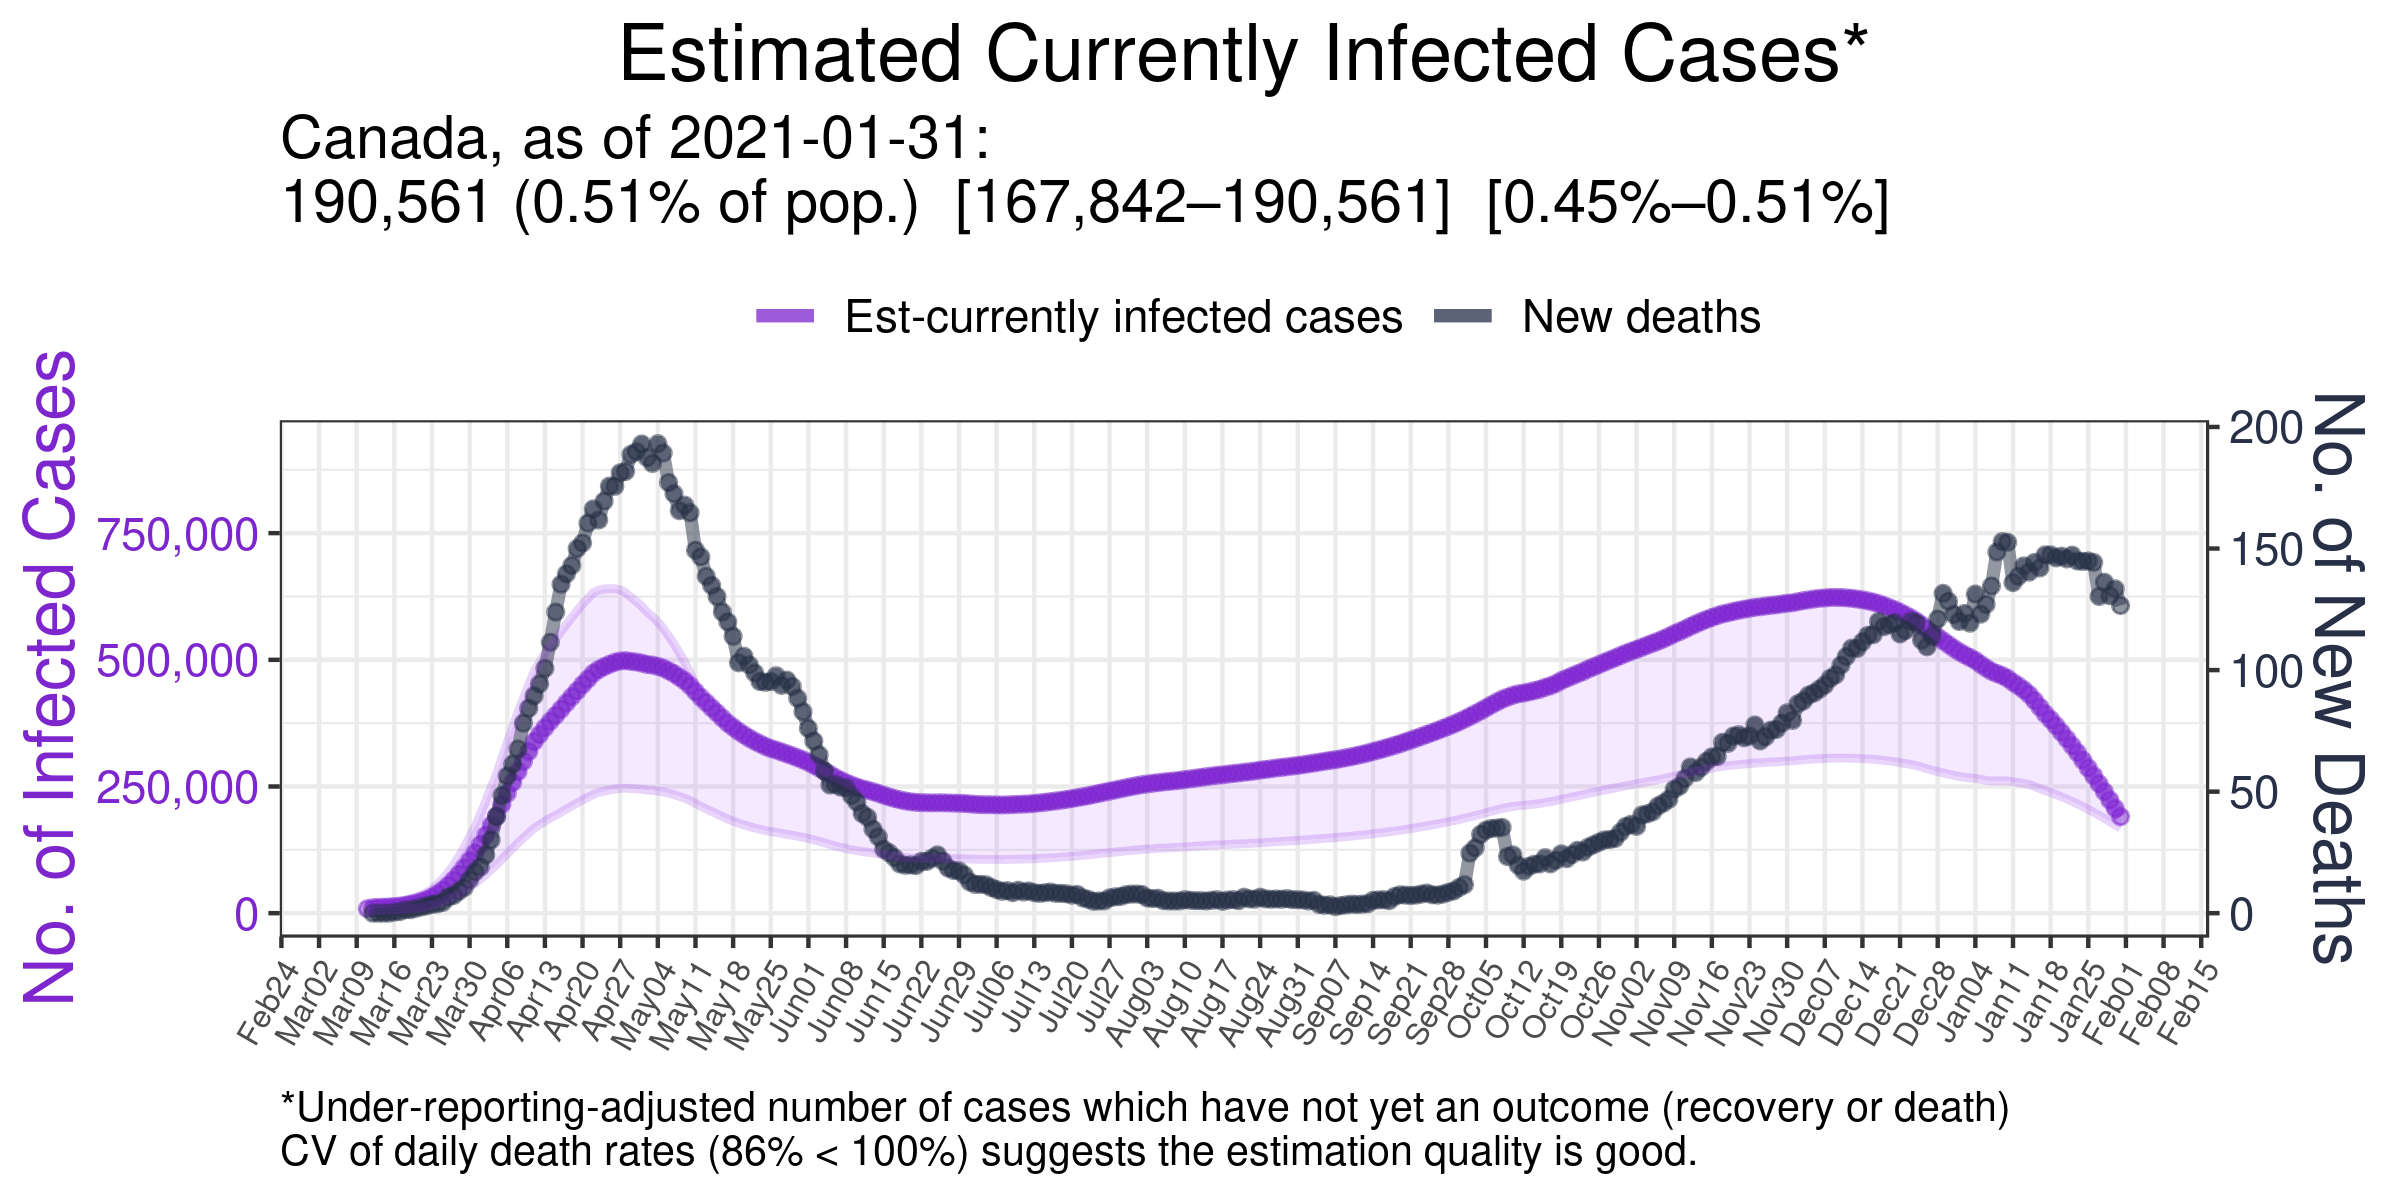 Estimated Currently Infected Cases*
Canada, as of 2021-01-31:
190,561 (0.51% of pop.)  [167,842–190,561]  [0.45%–0.51%]
Est-currently infected cases
New deaths
No. of Infected Cases
750,000
500,000
250,000
0
200
150
100
50
0
No. of New Deaths
Feb24
Mar02
Mar09
Mar16
Mar23
Mar30
Apr06
Apr13
Apr20
Apr27
May04
May11
May18
May25
Jun01
Jun08
Jun15
Jun22
Jun29
Jul06
Jul13
Jul20
Jul27
Aug03
Aug10
Aug17
Aug24
Aug31
Sep07
Sep14
Sep21
Sep28
Oct05
Oct12
Oct19
Oct26
Nov02
Nov09
Nov16
Nov23
Nov30
Dec07
Dec14
Dec21
Dec28
Jan04
Jan11
Jan18
Jan25
Feb01
Feb08
Feb15
*Under-reporting-adjusted number of cases which have not yet an outcome (recovery or death)
CV of daily death rates (86% < 100%) suggests the estimation quality is good.